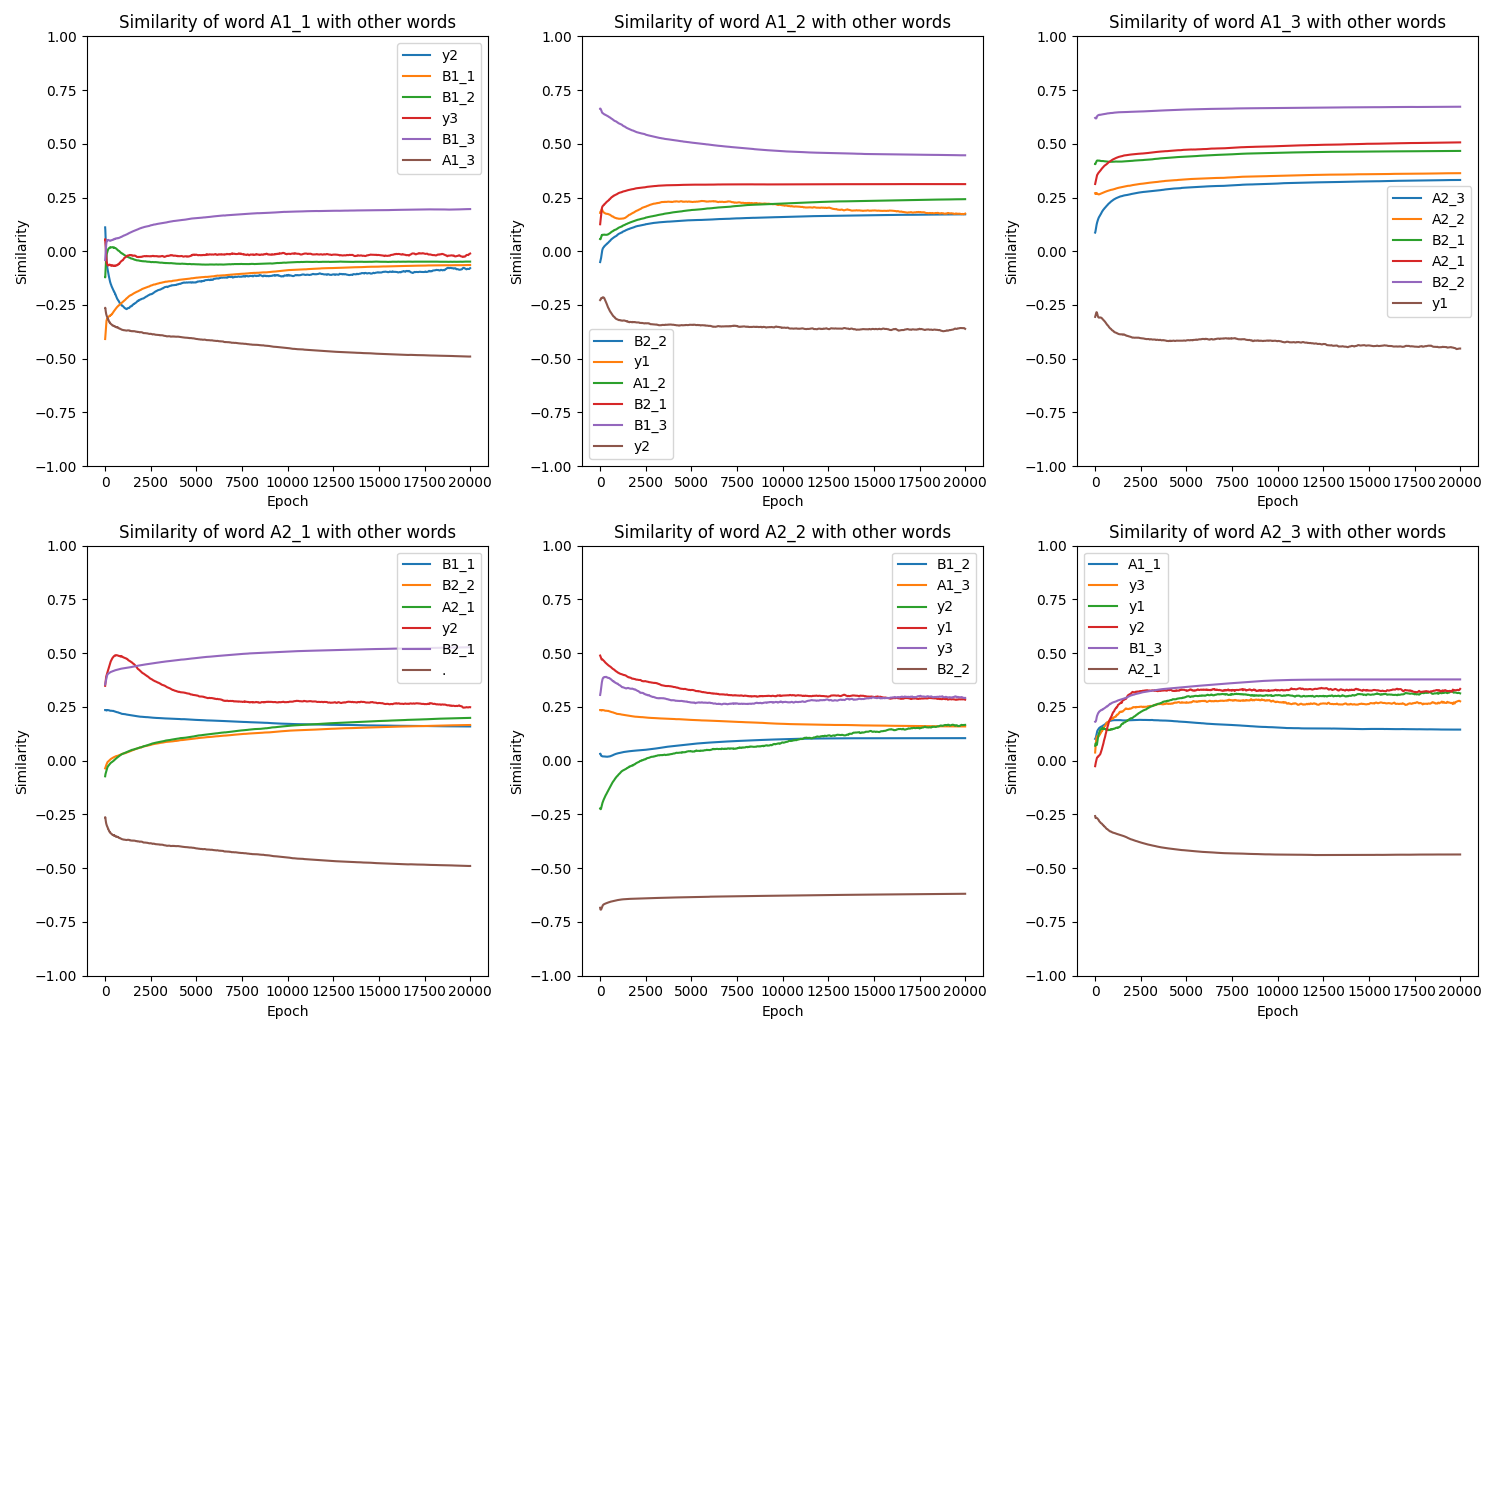 Similarity of word A1_1 with other words
1.00
0.75
0.50
0.25
0.00
−0.25
−0.50
−0.75
−1.00
Similarity
y2
B1_1
B1_2
y3
B1_3
A1_3
0 2500 5000 7500 10000 12500 15000 17500 20000
Epoch
Similarity of word A1_2 with other words
1.00
0.75
0.50
0.25
0.00
−0.25
−0.50
−0.75
−1.00
Similarity
B2_2
y1
A1_2
B2_1
B1_3
y2
0 2500 5000 7500 10000 12500 15000 17500 20000
Epoch
Similarity of word A1_3 with other words
1.00
0.75
0.50
0.25
0.00
−0.25
−0.50
−0.75
−1.00
Similarity
A2_3
A2_2
B2_1
A2_1
B2_2
y1
0 2500 5000 7500 10000 12500 15000 17500 20000
Epoch
Similarity of word A2_1 with other words
1.00
0.75
0.50
0.25
0.00
−0.25
−0.50
−0.75
−1.00
Similarity
B1_1
B2_2
A2_1
y2
B2_1
.
0 2500 5000 7500 10000 12500 15000 17500 20000
Epoch
Similarity of word A2_2 with other words
1.00
0.75
0.50
0.25
0.00
−0.25
−0.50
−0.75
−1.00
Similarity
B1_2
A1_3
y2
y1
y3
B2_2
0 2500 5000 7500 10000 12500 15000 17500 20000
Epoch
Similarity of word A2_3 with other words
1.00
0.75
0.50
0.25
0.00
−0.25
−0.50
−0.75
−1.00
Similarity
A1_1
y3
y1
y2
B1_3
A2_1
0 2500 5000 7500 10000 12500 15000 17500 20000
Epoch